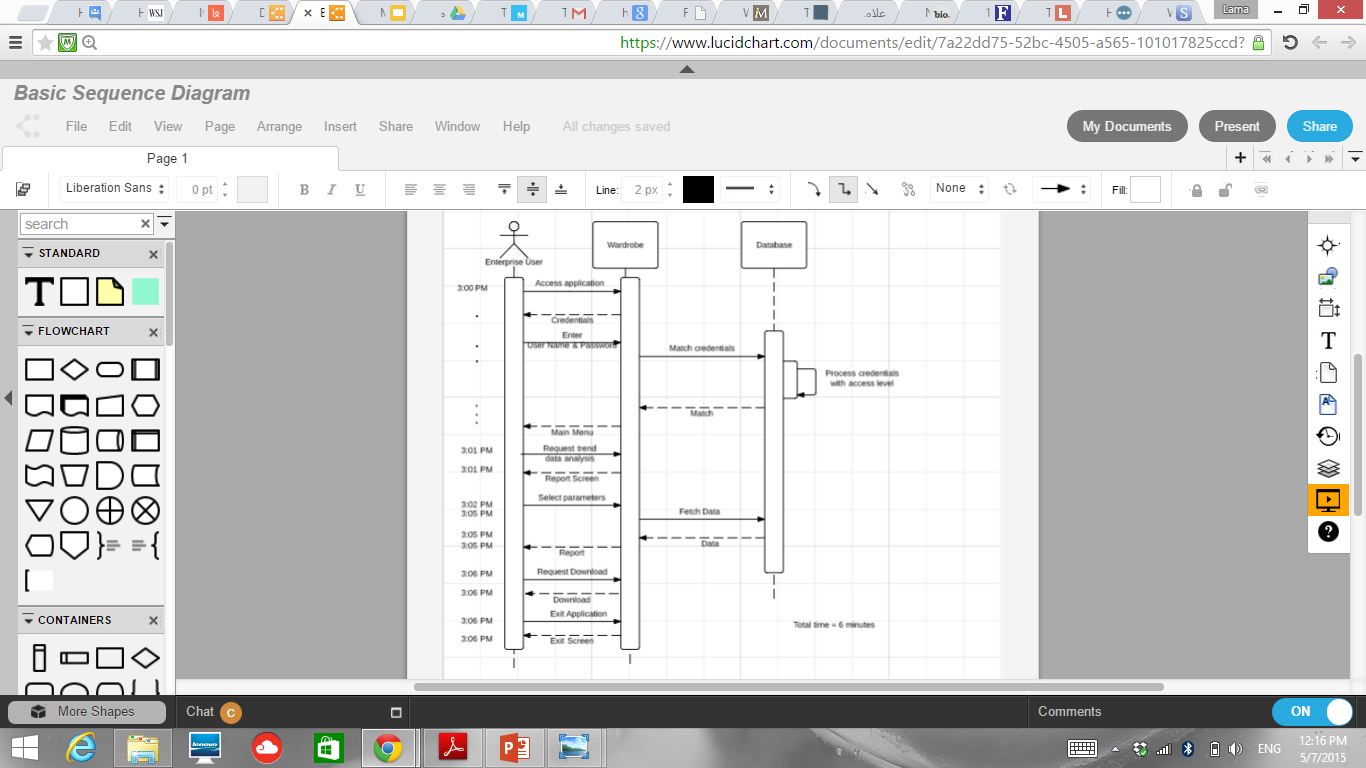 WSJ
bio.
علاء
Lama
https://www.lucidchart.com/documents/edit/7a22dd75-52bc-4505-a565-101017825ccd?
Basic Sequence Diagram
File Edit View Page Arrange Insert Share Window Help All changes saved
My Documents Present Share
Page 1
Liberation Sans 0 pt B I U Line: 2 px None Fill:
search
STANDARD
T
FLOWCHART
CONTAINERS
More Shapes
Enterprise User
Wardrobe
Database
3:00 PM
Access application
Credentials
Enter
User Name & Password
Match credentials
Process credentials
with access level
Match
Main Menu
3:01 PM
Request trend
data analysis
3:01 PM
Report Screen
3:02 PM
Select parameters
3:05 PM
Fetch Data
3:05 PM
Data
3:05 PM
Report
3:06 PM
Request Download
3:06 PM
Download
3:06 PM
Exit Application
3:06 PM
Exit Screen
Total time = 6 minutes
Chat C
Comments ON
lenovo
ENG
12:16 PM
5/7/2015